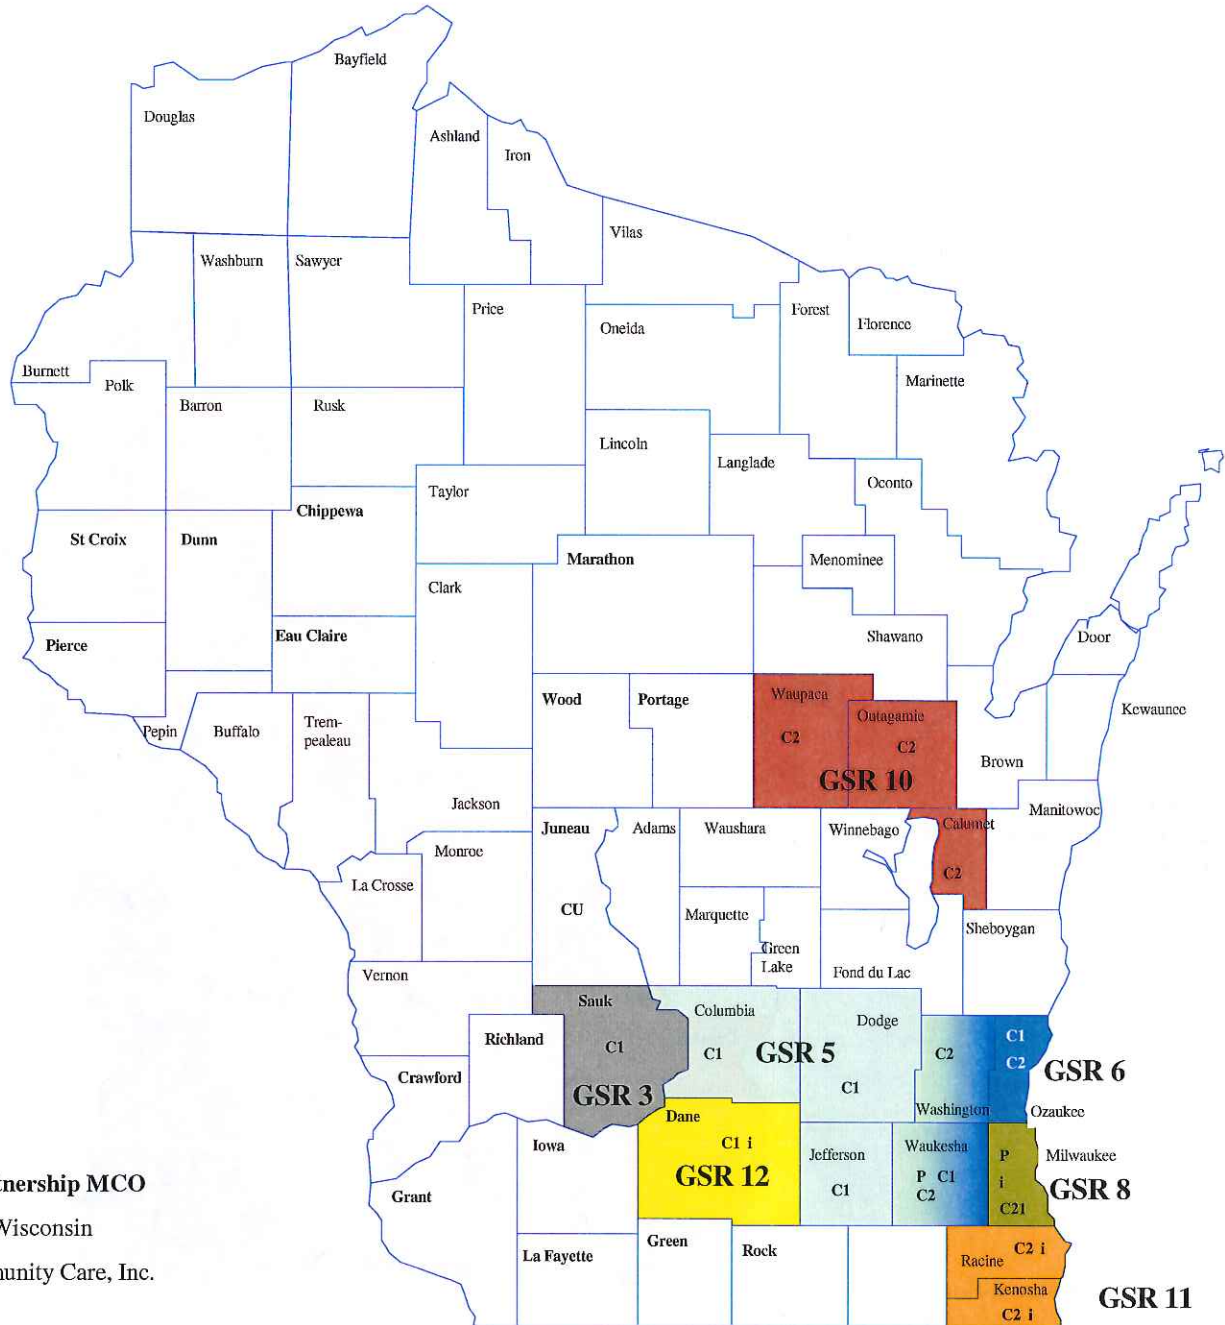 Bayfield
Douglas
Ashland
Iron
Vilas
Washburn
Sawyer
Price
Oneida
Forest
Florence
Burnett
Polk
Barron
Rusk
Marinette
Lincoln
Langlade
Oconto
Taylor
Chippewa
St Croix
Dunn
Marathon
Menominee
Clark
Eau Claire
Shawano
Door
Pierce
Wood
Portage
Waupaca
C2
Outagamie
C2
GSR 10
Kewaunee
Pepin
Buffalo
Trem-
pealeau
Brown
Jackson
Manitowoc
Juneau
Adams
Waushara
Winnebago
Calumet
C2
Monroe
La Crosse
CU
Marquette
Green
Lake
Sheboygan
Fond du Lac
Vernon
Sauk
C1
GSR 3
Columbia
C1
GSR 5
Dodge
C1
C2
Washington
C1
C2
GSR 6
Ozaukee
Richland
Crawford
Dane
C1 i
GSR 12
Iowa
Jefferson
C1
Waukesha
P C1
C2
P
i
C21
Milwaukee
GSR 8
tnership MCO
Wisconsin
unity Care, Inc.
Grant
La Fayette
Green
Rock
Racine
C2 i
Kenosha
C2 i
GSR 11